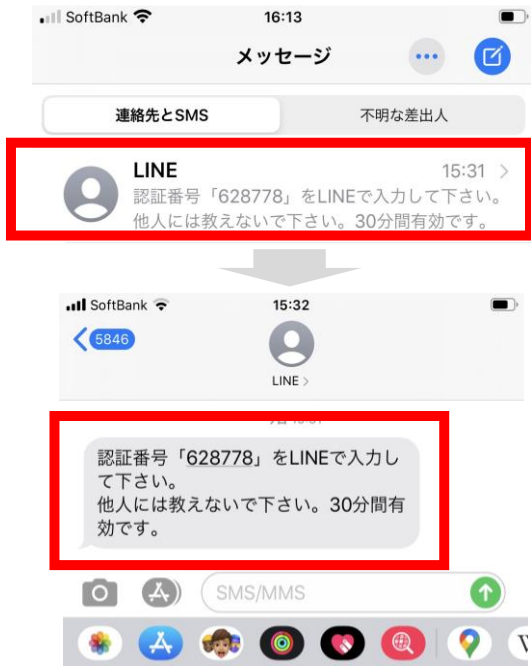 SoftBank
16:13
メッセージ
連絡先とSMS
不明な差出人
LINE
15:31
認証番号「628778」をLINEで入力して下さい。
他人には教えないで下さい。30分間有効です。
SoftBank
15:32
5846
LINE
認証番号「628778」をLINEで入力し
て下さい。
他人には教えないで下さい。30分間有
効です。
SMS/MMS